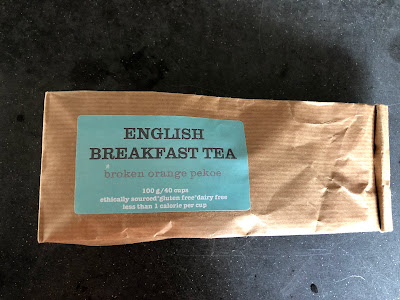 ENGLISH
BREAKFAST TEA
broken orange pekoe
100 g/40 cups
ethically sourced*gluten free*dairy free
less than 1 calorie per cup